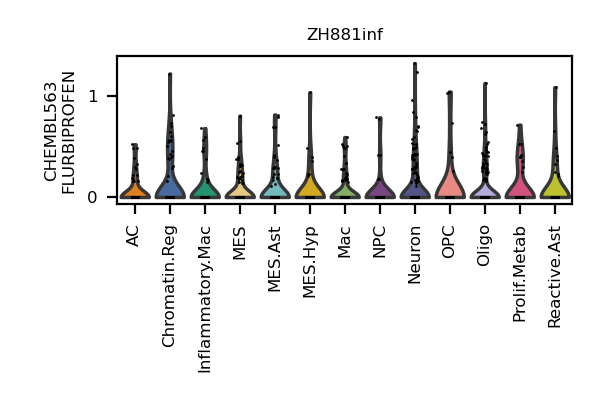 ZH881inf
CHEMBL563
FLURBIPROFEN
1
0
AC
Chromatin.Reg
Inflammatory.Mac
MES
MES.Ast
MES.Hyp
Mac
NPC
Neuron
OPC
Oligo
Prolif.Metab
Reactive.Ast